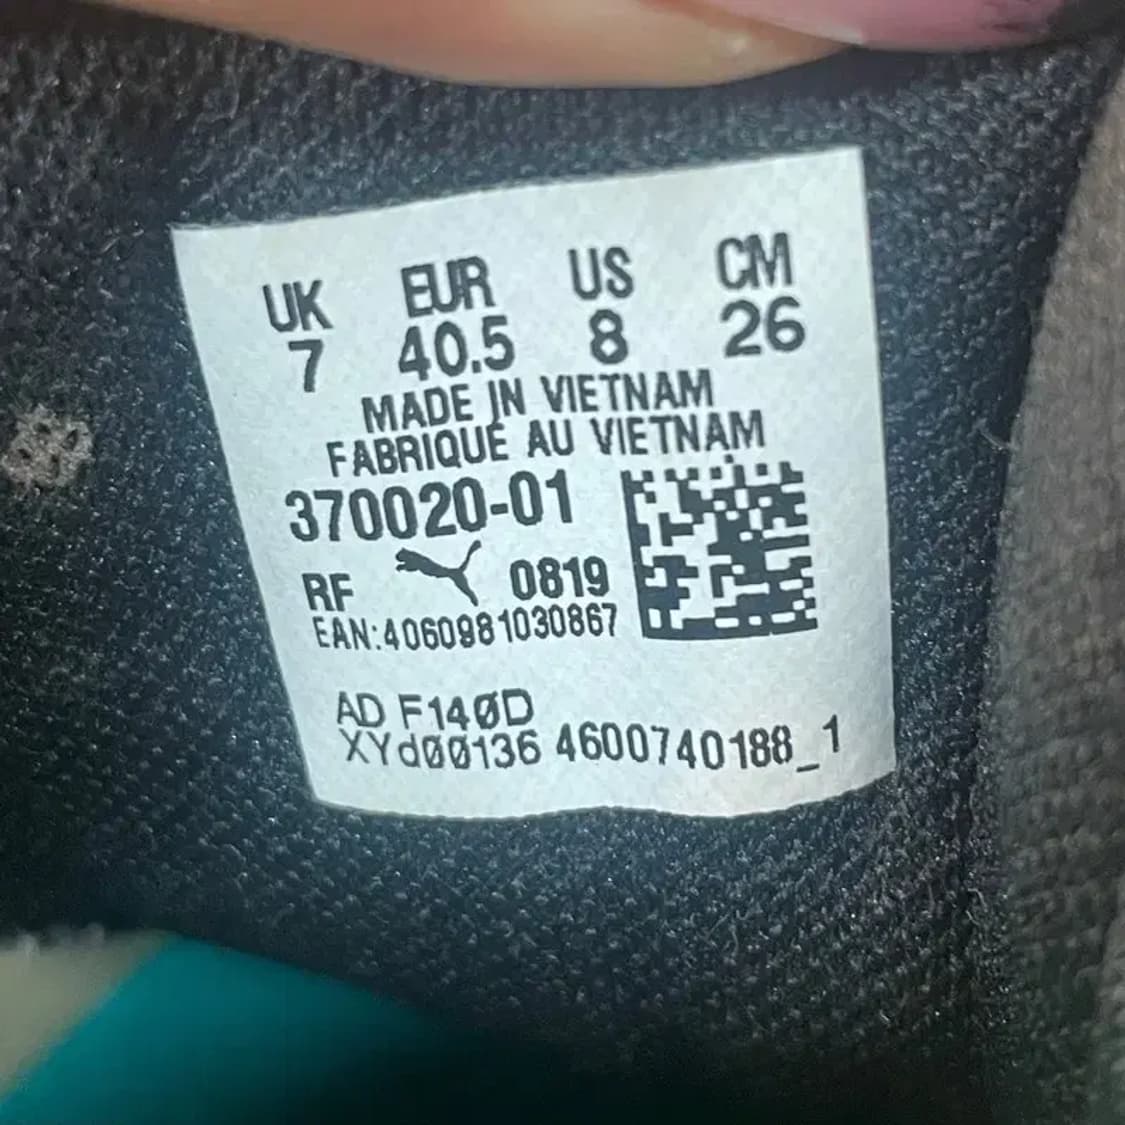 UK EUR US CM
7 40.5 8 26
MADE IN VIETNAM
FABRIQUÉ AU VIETNAM
370020-01
RF 0819
EAN:4060981030867
AD F14ØD
XYdØØ136 4600740188_1